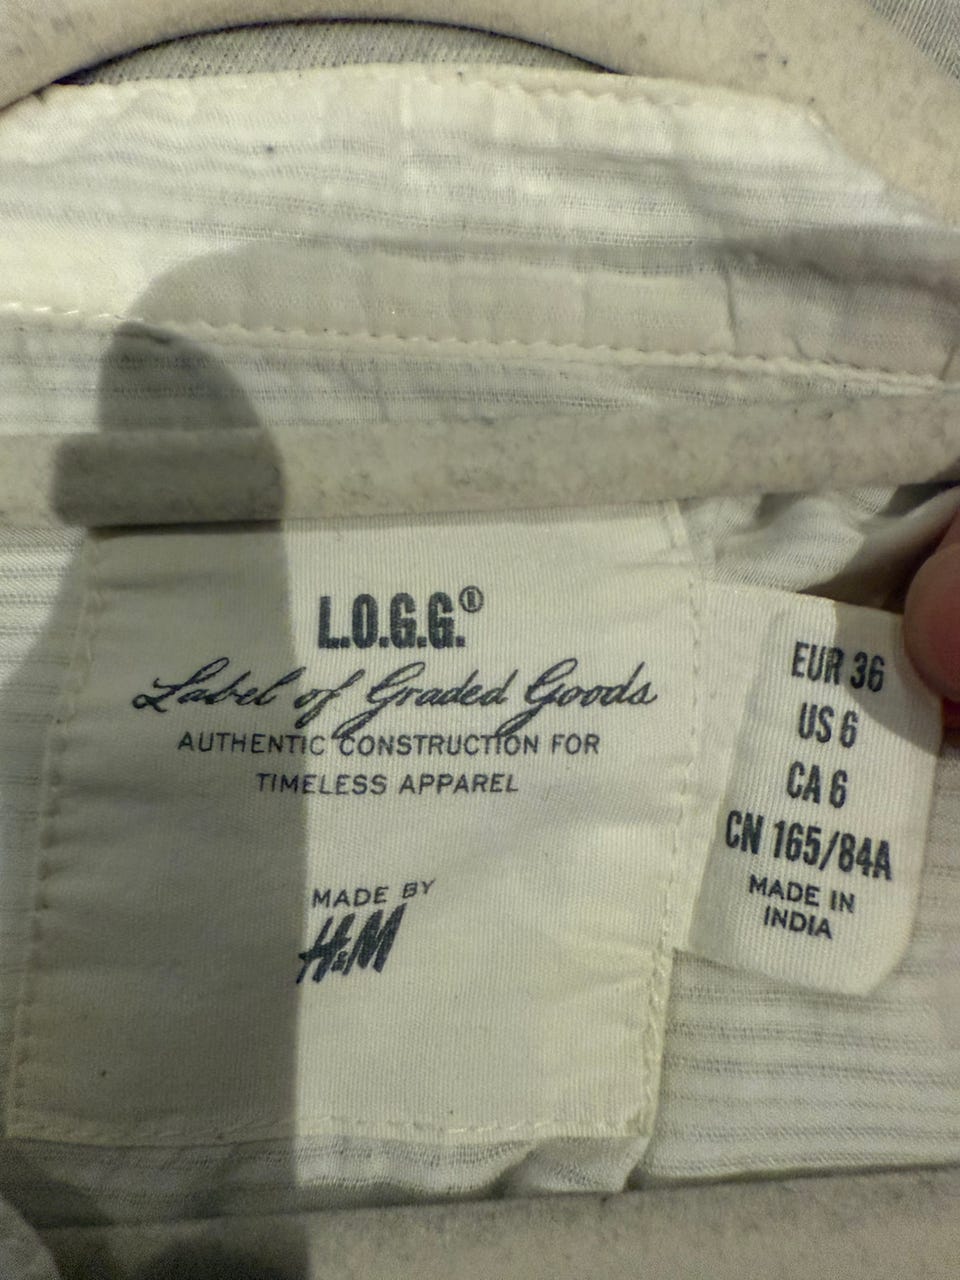 L.O.G.G.®
Label of Graded Goods
AUTHENTIC CONSTRUCTION FOR
TIMELESS APPAREL
MADE BY
H&M
EUR 36
US 6
CA 6
CN 165/84A
MADE IN
INDIA